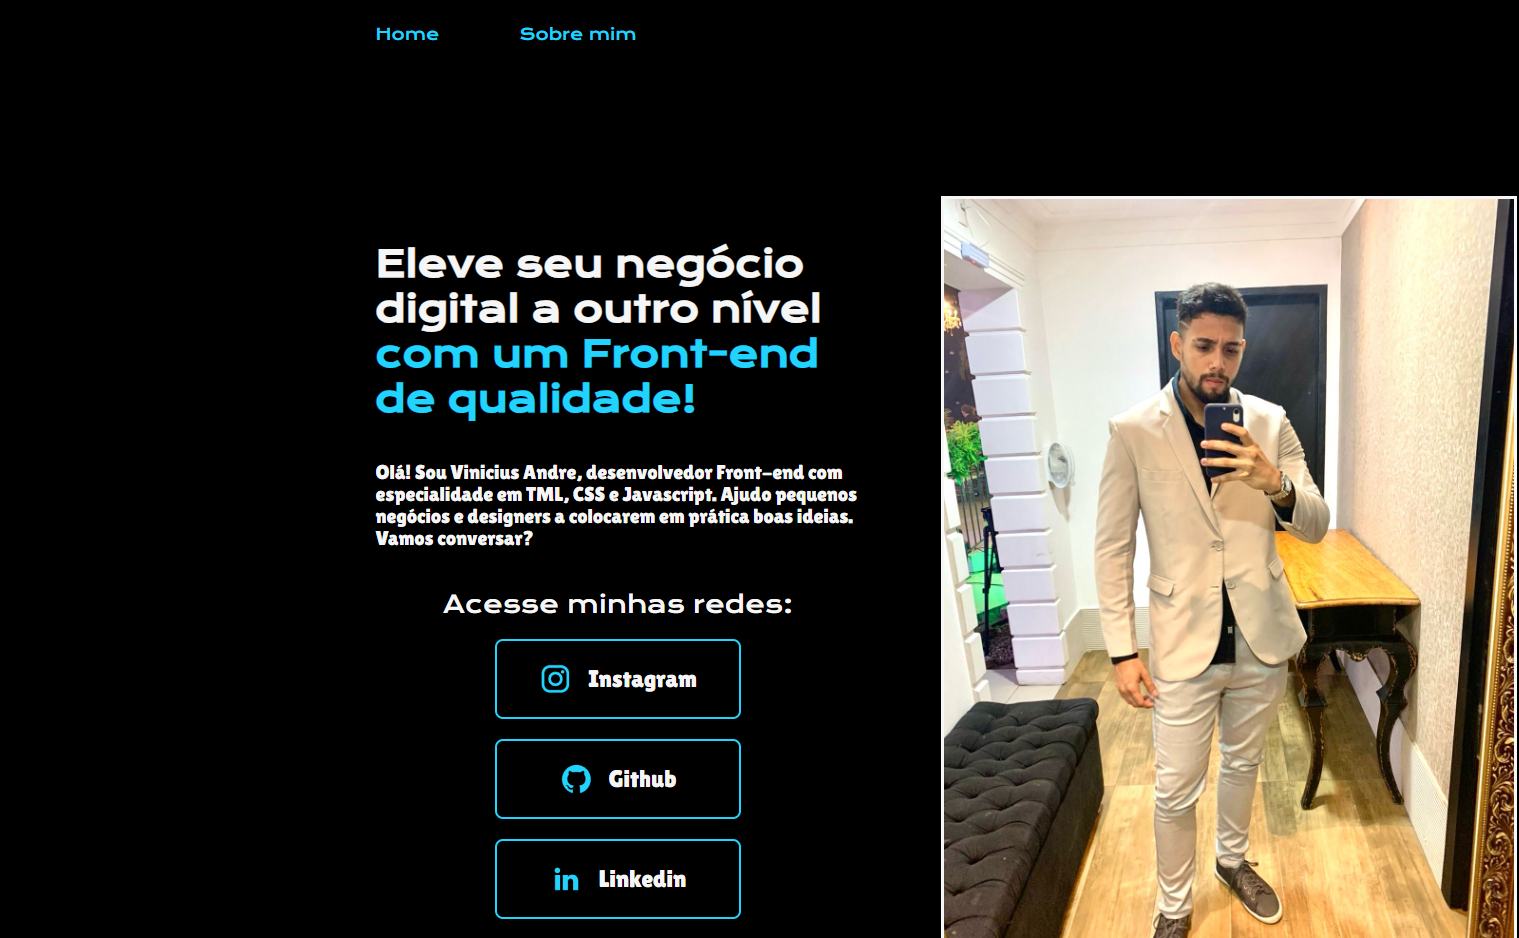 Home Sobre mim
Eleve seu negócio
digital a outro nível
com um Front-end
de qualidade!
Olá! Sou Vinicius Andre, desenvolvedor Front-end com
especialidade em TML, CSS e Javascript. Ajudo pequenos
negócios e designers a colocarem em prática boas ideias.
Vamos conversar?
Acesse minhas redes:
Instagram
Github
Linkedin